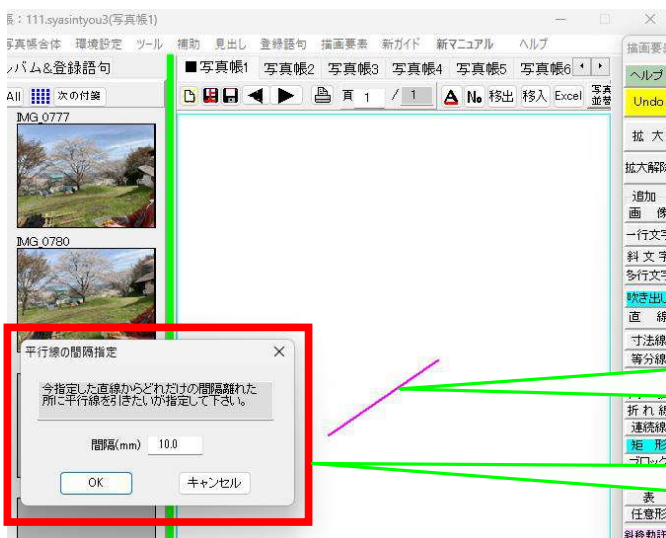 長：111.syasintyou3(写真帳1)
写真帳合体 環境設定 ツール 補助 見出し 登録語句 描画要素 新ガイド 新マニュアル ヘルプ
バム&登録語句
■写真帳1 写真帳2 写真帳3 写真帳4 写真帳5 写真帳6
All 次の付箋
頁 1 / 1 A No 移出 移入 Excel 写真並替
IMG_0777
IMG_0780
平行線の間隔指定
今指定した直線からどれだけの間隔離れた
所に平行線を引きたいか指定して下さい。
間隔(mm) 10.0
OK キャンセル
描画要
ヘルプ
Undo
拡 大
拡大解除
追加
画 像
一行文字
斜 文 字
多行文字
吹き出し
直 線
寸法線
等分線
折 れ 線
連続線
矩 形
ブロック
表
任意形